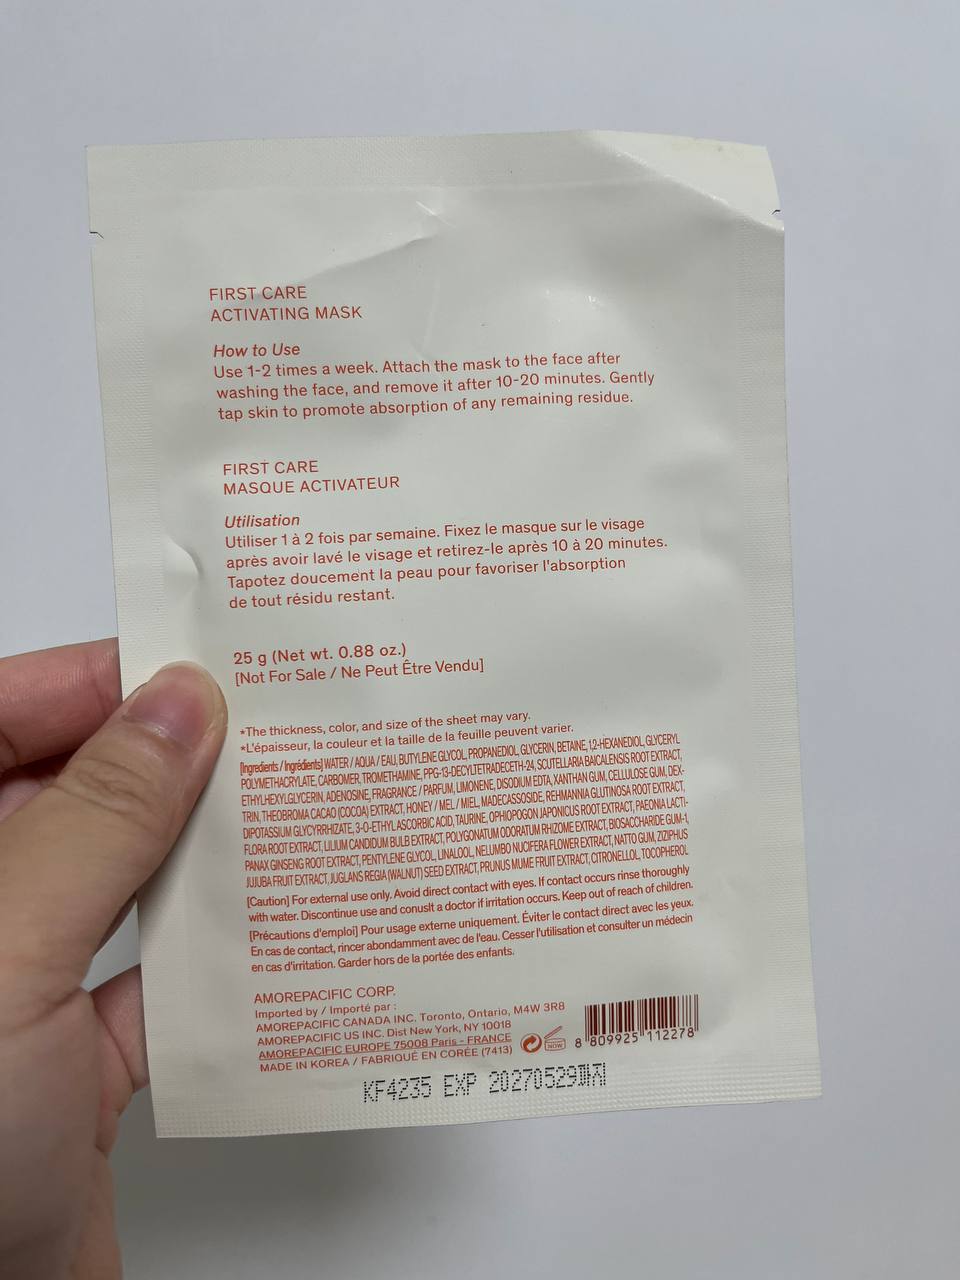 FIRST CARE
ACTIVATING MASK
How to Use
Use 1-2 times a week. Attach the mask to the face after
washing the face, and remove it after 10-20 minutes. Gently
tap skin to promote absorption of any remaining residue.
FIRST CARE
MASQUE ACTIVATEUR
Utilisation
Utiliser 1 à 2 fois par semaine. Fixez le masque sur le visage
après avoir lavé le visage et retirez-le après 10 à 20 minutes.
Tapotez doucement la peau pour favoriser l'absorption
de tout résidu restant.
25 g (Net wt. 0.88 oz.)
[Not For Sale / Ne Peut Être Vendu]
*The thickness, color, and size of the sheet may vary.
*L'épaisseur, la couleur et la taille de la feuille peuvent varier.
[Ingredients / Ingrédients] WATER / AQUA / EAU, BUTYLENE GLYCOL, PROPANEDIOL, GLYCERIN, BETAINE, 1,2-HEXANEDIOL, GLYCERYL
POLYMETHACRYLATE, CARBOMER, TROMETHAMINE, PPG-13-DECYLTETRADECETH-24, SCUTELLARIA BAICALENSIS ROOT EXTRACT,
ETHYLHEXYLGLYCERIN, ADENOSINE, FRAGRANCE / PARFUM, LIMONENE, DISODIUM EDTA, XANTHAN GUM, CELLULOSE GUM, DEX-
TRIN, THEOBROMA CACAO (COCOA) EXTRACT, HONEY / MEL / MIEL, MADECASSOSIDE, REHMANNIA GLUTINOSA ROOT EXTRACT,
DIPOTASSIUM GLYCYRRHIZATE, 3-O-ETHYL ASCORBIC ACID, TAURINE, OPHIOPOGON JAPONICUS ROOT EXTRACT, PAEONIA LACTI-
FLORA ROOT EXTRACT, LILIUM CANDIDUM BULB EXTRACT, POLYGONATUM ODORATUM RHIZOME EXTRACT, BIOSACCHARIDE GUM-1,
PANAX GINSENG ROOT EXTRACT, PENTYLENE GLYCOL, LINALOOL, NELUMBO NUCIFERA FLOWER EXTRACT, NATTO GUM, ZIZIPHUS
JUJUBA FRUIT EXTRACT, JUGLANS REGIA (WALNUT) SEED EXTRACT, PRUNUS MUME FRUIT EXTRACT, CITRONELLOL, TOCOPHEROL
[Caution] For external use only. Avoid direct contact with eyes. If contact occurs rinse thoroughly
with water. Discontinue use and conuslt a doctor if irritation occurs. Keep out of reach of children.
[Précautions d'emploi] Pour usage externe uniquement. Éviter le contact direct avec les yeux.
En cas de contact, rincer abondamment avec de l'eau. Cesser l'utilisation et consulter un médecin
en cas d'irritation. Garder hors de la portée des enfants.
AMOREPACIFIC CORP.
Imported by / Importé par :
AMOREPACIFIC CANADA INC. Toronto, Ontario, M4W 3R8
AMOREPACIFIC US INC. Dist New York, NY 10018
AMOREPACIFIC EUROPE 75008 Paris - FRANCE
MADE IN KOREA / FABRIQUÉ EN CORÉE (7413)
NOW
8 809925 112278
KF4235 EXP 20270529까지